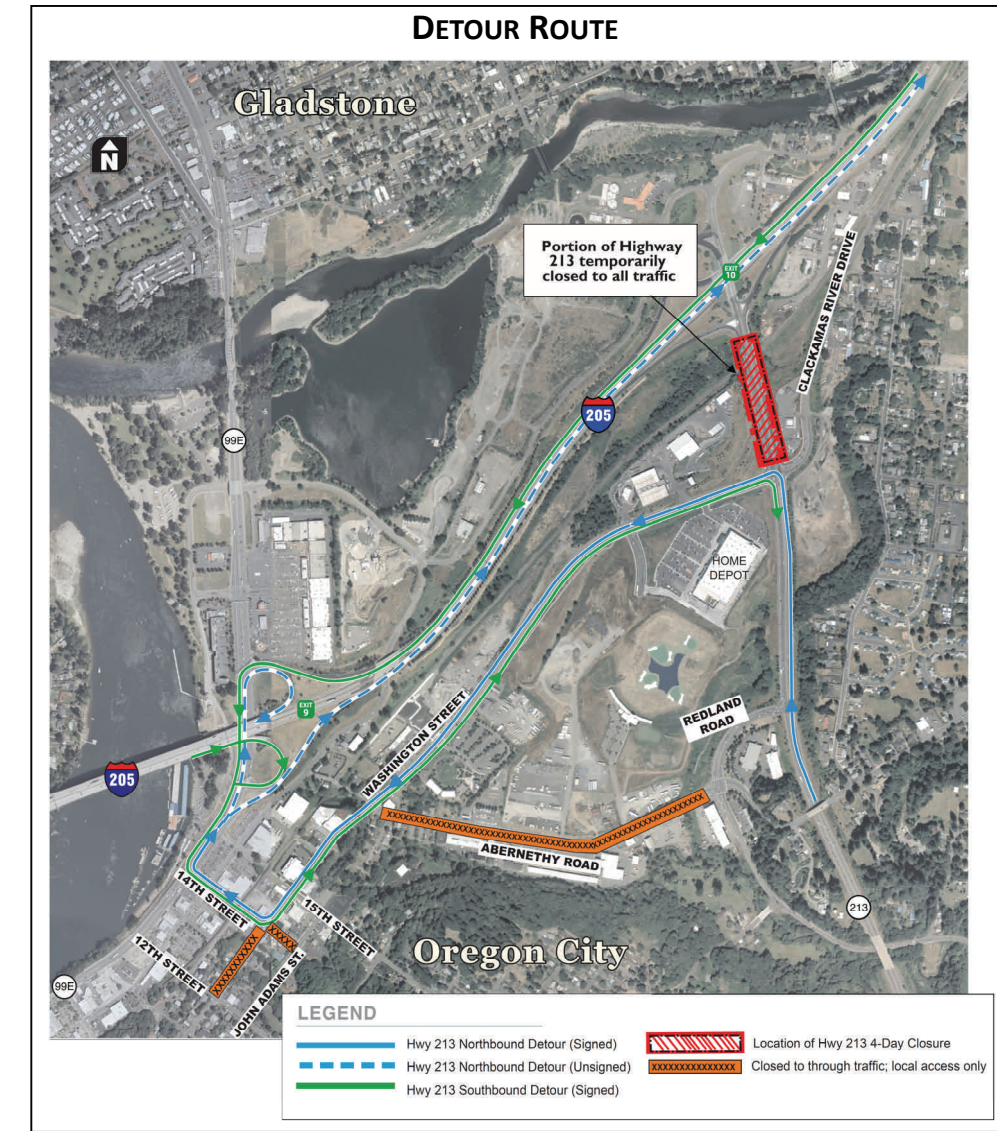 DETOUR ROUTE
Gladstone
N
EXIT
10
Portion of Highway
213 temporarily
closed to all traffic
CLACKAMAS RIVER DRIVE
205
99E
HOME
DEPOT
REDLAND
ROAD
EXIT
9
WASHINGTON STREET
205
XXXXXXXXXXXXXXXXXXXXXXXXXXXXXXXXX
ABERNETHY ROAD
14TH STREET
15TH STREET
213
12TH STREET
JOHN ADAMS ST.
Oregon City
99E
LEGEND
Hwy 213 Northbound Detour (Signed)
Hwy 213 Northbound Detour (Unsigned)
Hwy 213 Southbound Detour (Signed)
Location of Hwy 213 4-Day Closure
XXXXXXXXXXXXXXX Closed to through traffic; local access only